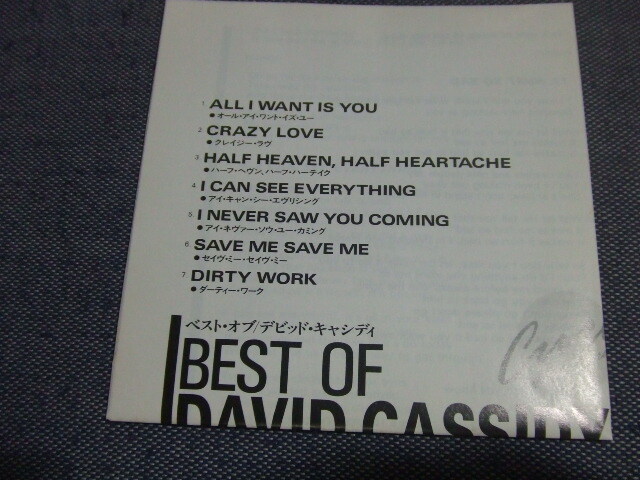 1 ALL I WANT IS YOU
●オール・アイ・ワント・イズ・ユー
2 CRAZY LOVE
●クレイジー・ラヴ
3 HALF HEAVEN, HALF HEARTACHE
●ハーフ・ヘヴン、ハーフ・ハーテイク
4 I CAN SEE EVERYTHING
●アイ・キャン・シー・エヴリシング
5 I NEVER SAW YOU COMING
●アイ・ネヴァー・ソウ・ユー・カミング
6 SAVE ME SAVE ME
●セイヴ・ミー・セイヴ・ミー
7 DIRTY WORK
●ダーティー・ワーク
ベスト・オブ/デビッド・キャシディ
BEST OF
DAVID CASSIDY